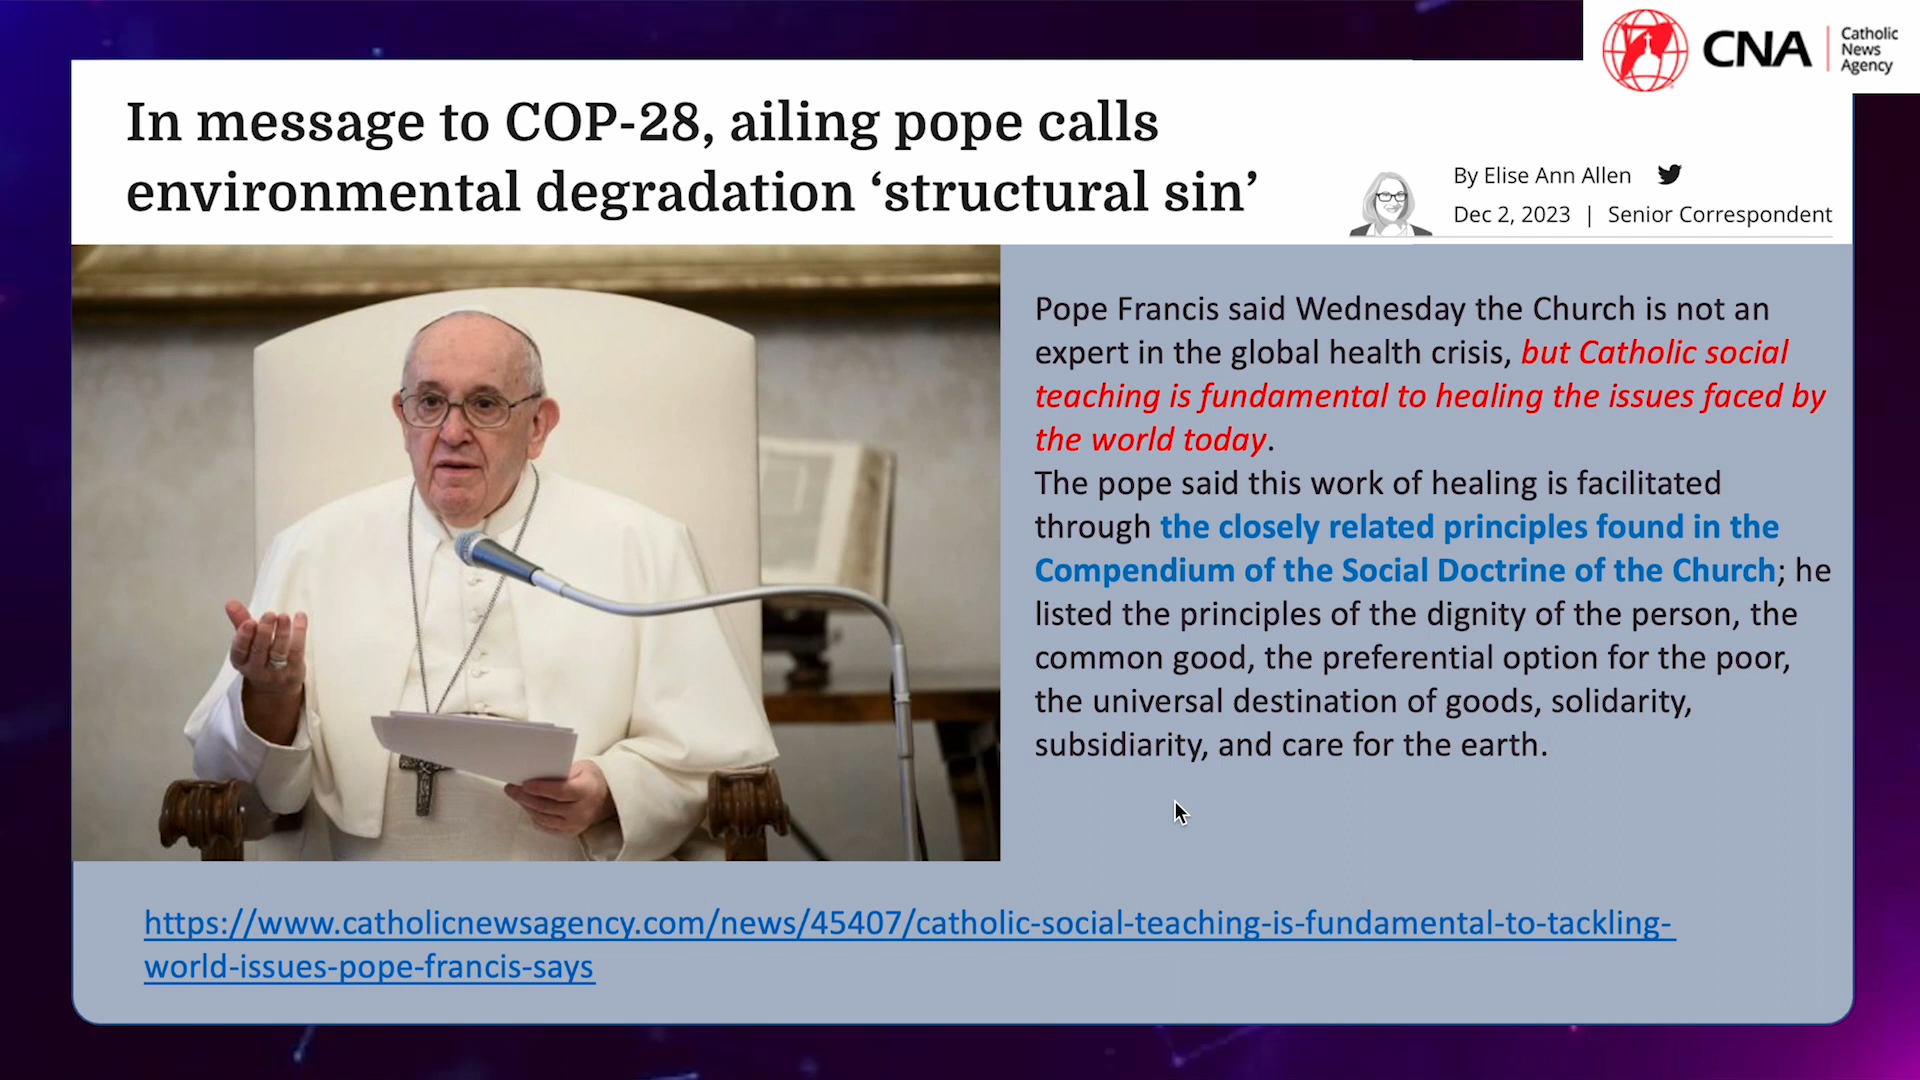 CNA
Catholic
News
Agency
In message to COP-28, ailing pope calls
environmental degradation ‘structural sin’
By Elise Ann Allen
Dec 2, 2023 | Senior Correspondent
Pope Francis said Wednesday the Church is not an
expert in the global health crisis, but Catholic social
teaching is fundamental to healing the issues faced by
the world today.
The pope said this work of healing is facilitated
through the closely related principles found in the
Compendium of the Social Doctrine of the Church; he
listed the principles of the dignity of the person, the
common good, the preferential option for the poor,
the universal destination of goods, solidarity,
subsidiarity, and care for the earth.
https://www.catholicnewsagency.com/news/45407/catholic-social-teaching-is-fundamental-to-tackling-
world-issues-pope-francis-says